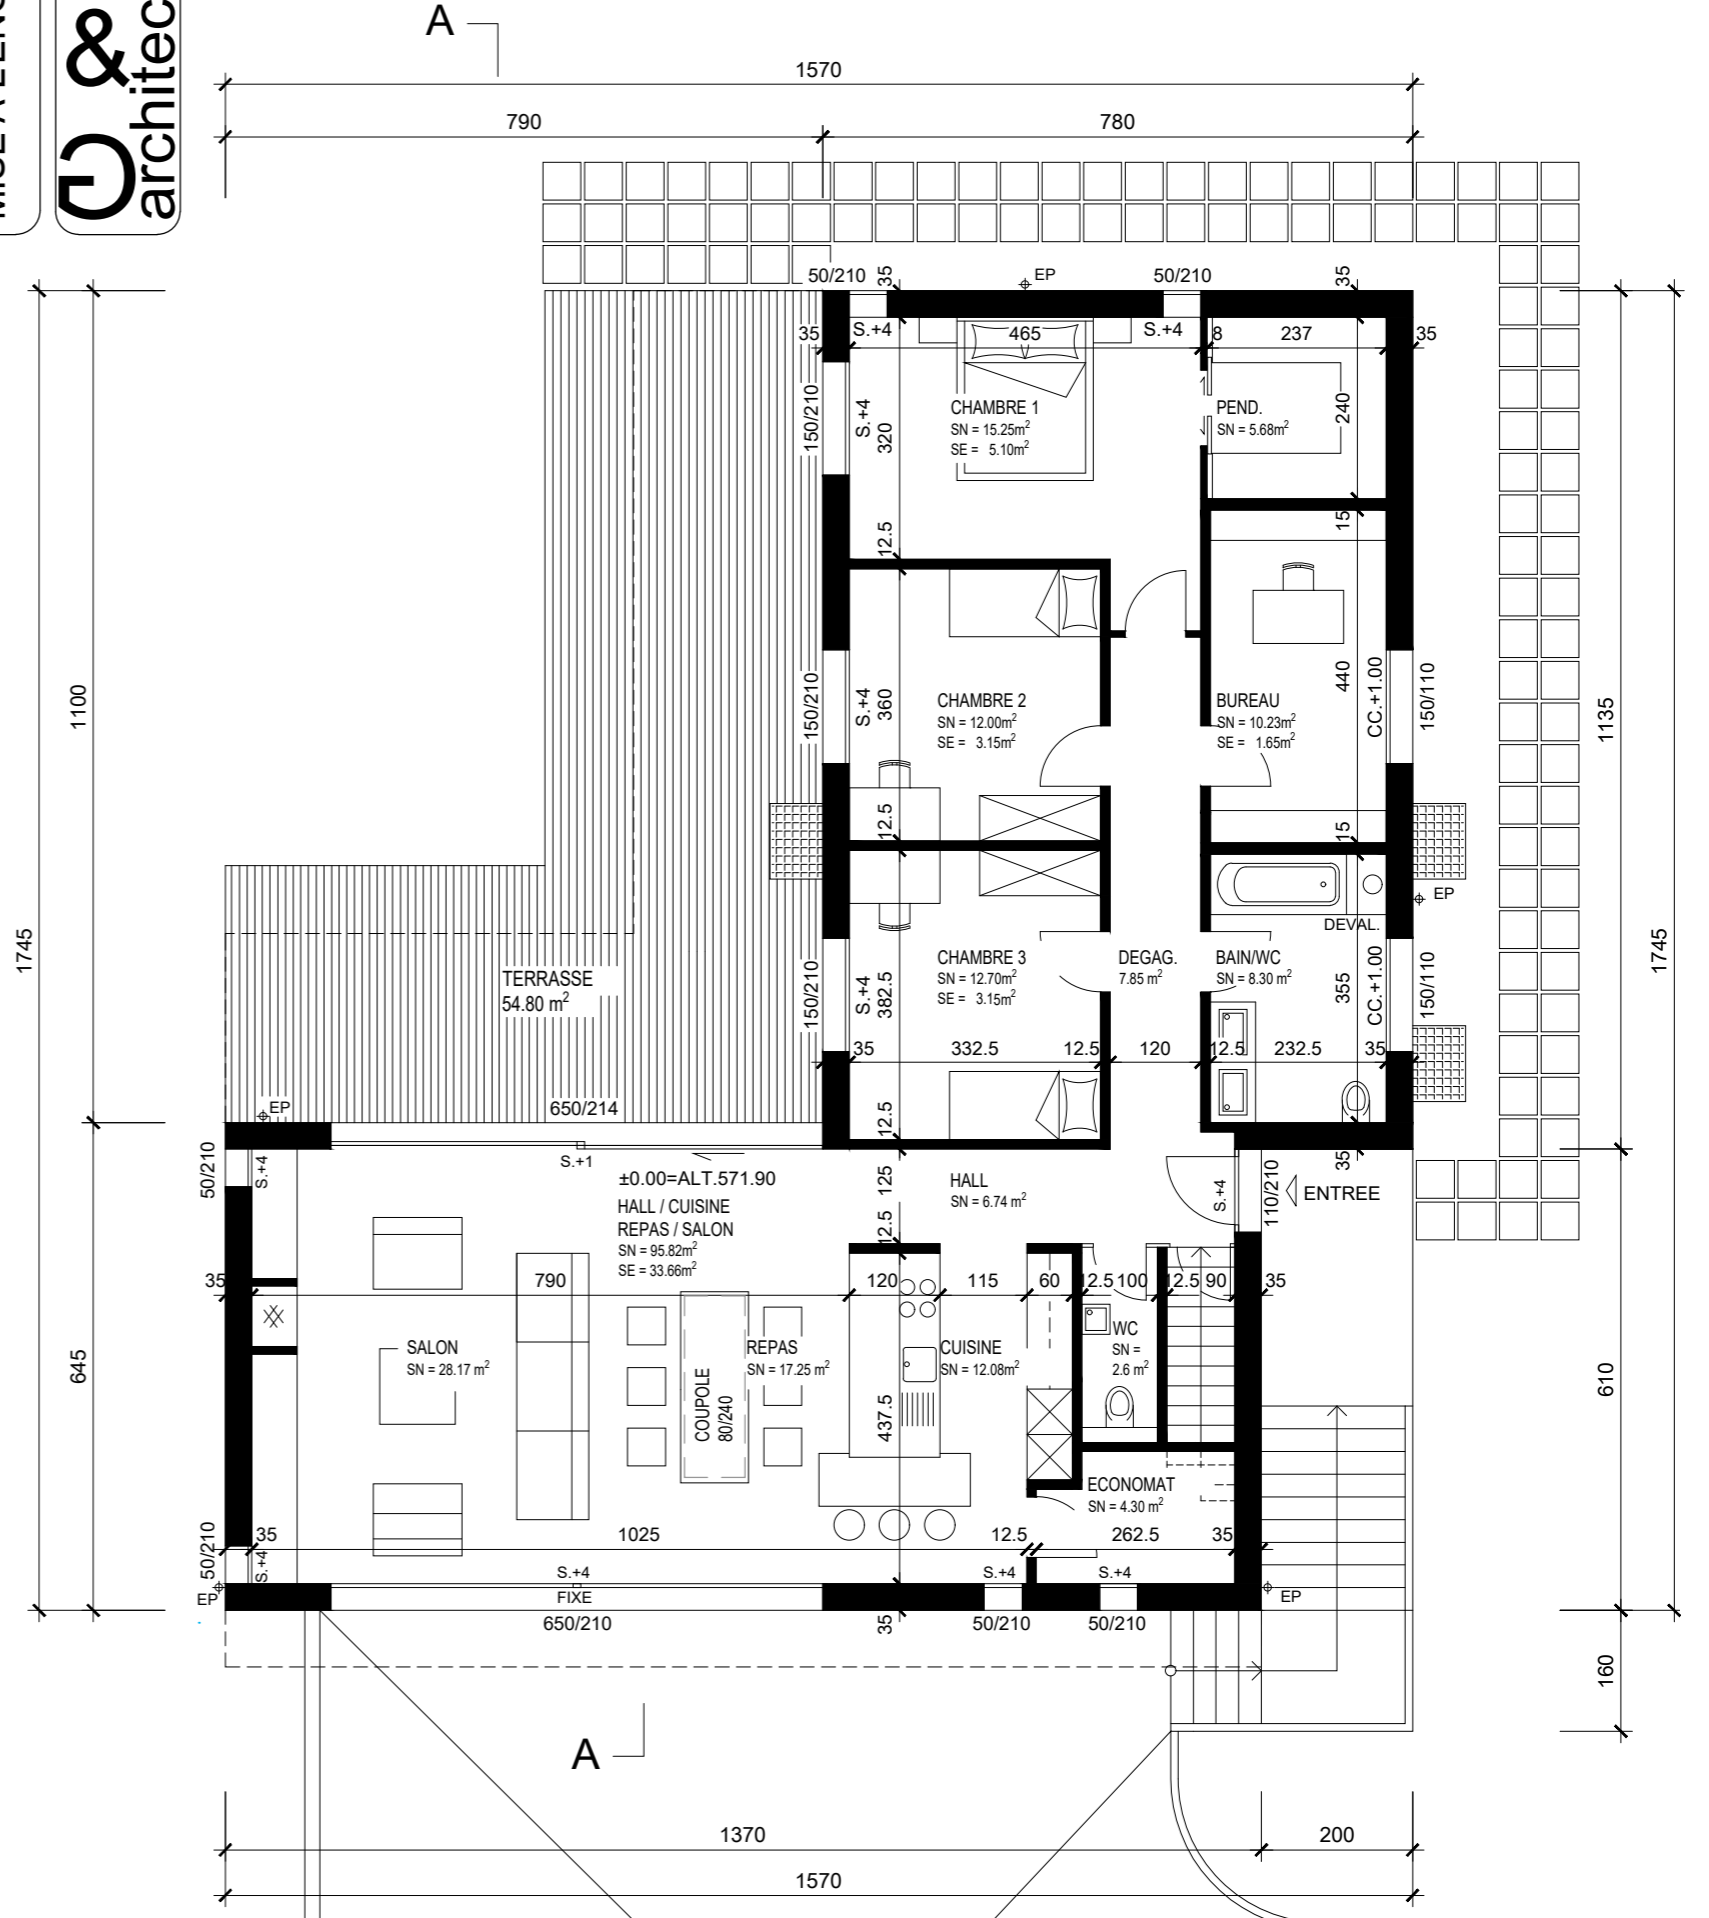 &
G
architec
A
1570
790
780
50/210
35
EP
50/210
35
35
S.+4
465
S.+4
8
237
35
150/210
S.+4
320
CHAMBRE 1
SN = 15.25m²
SE = 5.10m²
PEND.
SN = 5.68m²
240
12.5
15
1100
150/210
S.+4
360
CHAMBRE 2
SN = 12.00m²
SE = 3.15m²
BUREAU
SN = 10.23m²
SE = 1.65m²
440
CC.+1.00
150/110
1135
12.5
15
EP
DEVAL.
1745
TERRASSE
54.80 m²
150/210
S.+4
382.5
CHAMBRE 3
SN = 12.70m²
SE = 3.15m²
DEGAG.
7.85 m²
BAIN/WC
SN = 8.30 m²
355
CC.+1.00
150/110
1745
35
332.5
12.5
120
12.5
232.5
35
EP
650/214
12.5
50/210
S.+4
S.+1
±0.00=ALT.571.90
HALL / CUISINE
REPAS / SALON
SN = 95.82m²
SE = 33.66m²
125
12.5
HALL
SN = 6.74 m²
S.+4
110/210
35
ENTREE
35
790
120
115
60
12.5
100
12.5
90
35
645
SALON
SN = 28.17 m²
COUPOLE
80/240
REPAS
SN = 17.25 m²
437.5
CUISINE
SN = 12.08m²
WC
SN =
2.6 m²
610
ECONOMAT
SN = 4.30 m²
50/210
S.+4
35
1025
12.5
262.5
35
EP
S.+4
FIXE
650/210
35
S.+4
50/210
S.+4
50/210
EP
160
A
1370
200
1570